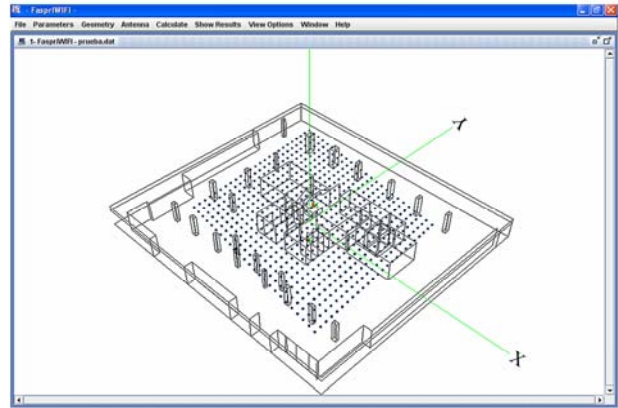 - FaspriWIFI -
File Parameters Geometry Antenna Calculate Show Results View Options Window Help
1- FaspriWIFI - prueba.dat
Y
X